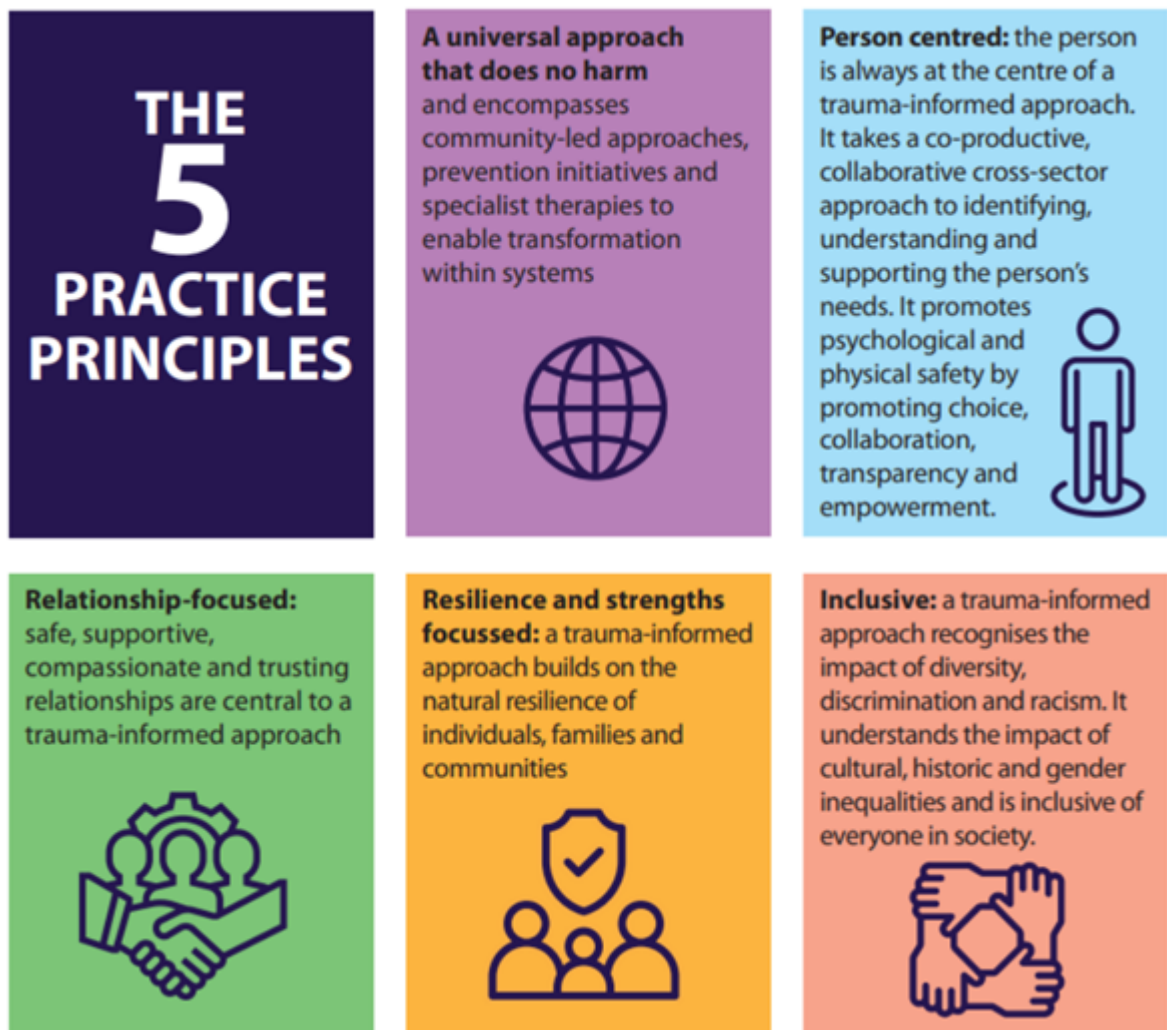 THE
5
PRACTICE
PRINCIPLES
A universal approach
that does no harm
and encompasses
community-led approaches,
prevention initiatives and
specialist therapies to
enable transformation
within systems
Person centred: the person
is always at the centre of a
trauma-informed approach.
It takes a co-productive,
collaborative cross-sector
approach to identifying,
understanding and
supporting the person's
needs. It promotes
psychological and
physical safety by
promoting choice,
collaboration,
transparency and
empowerment.
Relationship-focused:
safe, supportive,
compassionate and trusting
relationships are central to a
trauma-informed approach
Resilience and strengths
focussed: a trauma-informed
approach builds on the
natural resilience of
individuals, families and
communities
Inclusive: a trauma-informed
approach recognises the
impact of diversity,
discrimination and racism. It
understands the impact of
cultural, historic and gender
inequalities and is inclusive of
everyone in society.